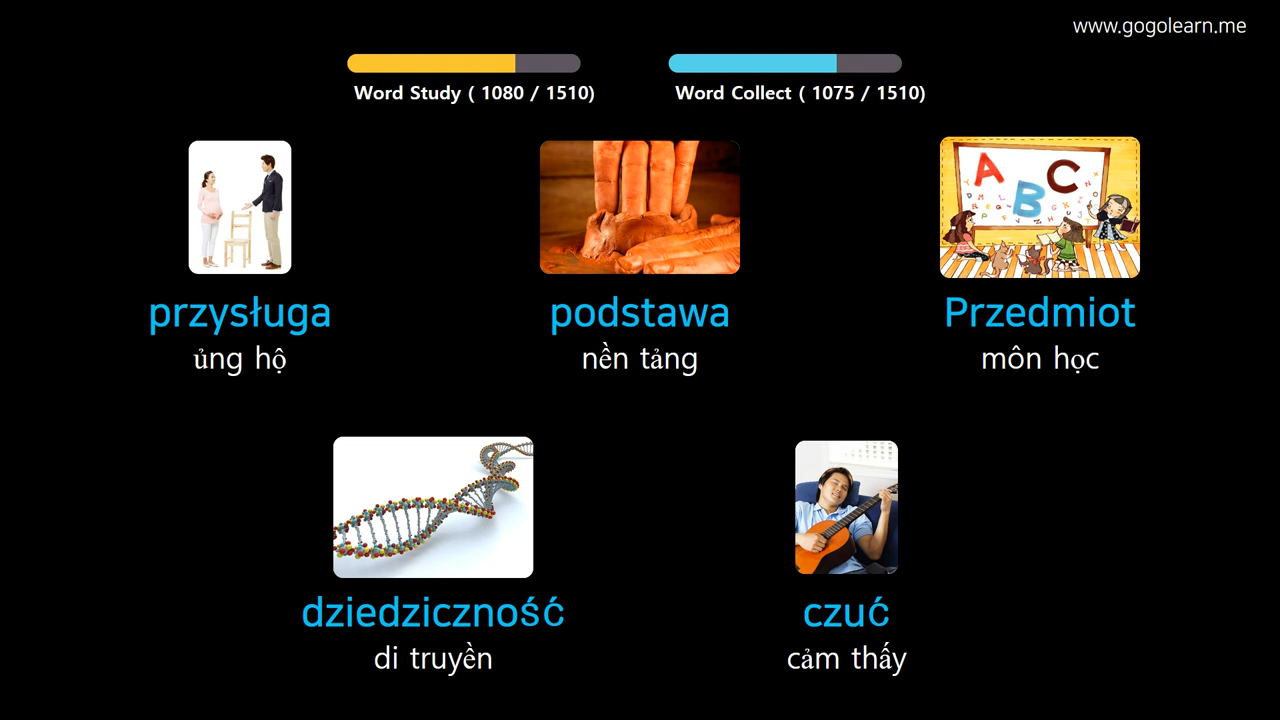 www.gogolearn.me
Word Study ( 1080 / 1510)
Word Collect ( 1075 / 1510)
A B C
przysługa
ủng hộ
podstawa
nền tảng
Przedmiot
môn học
dziedziczność
di truyền
czuć
cảm thấy